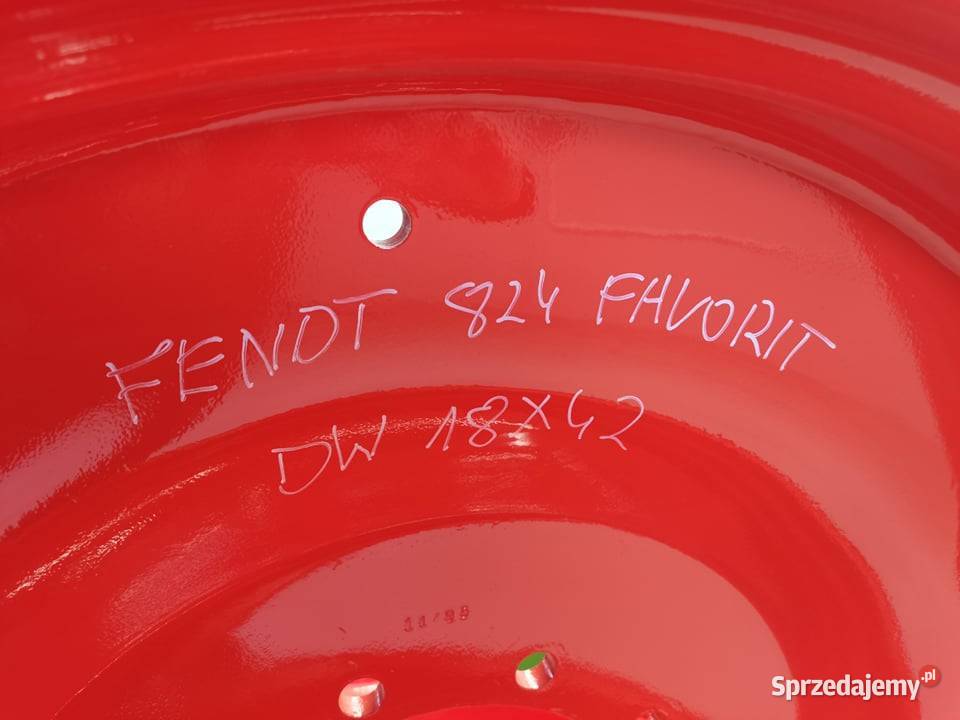 FENDT 824 FAVORIT
DW 18x42
Sprzedajemy.pl